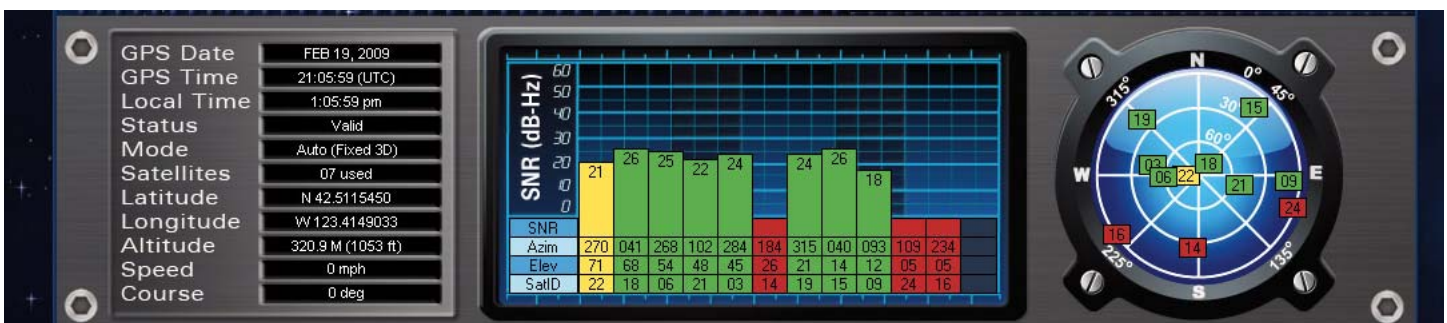 GPS Date FEB 19, 2009
GPS Time 21:05:59 (UTC)
Local Time 1:05:59 pm
Status Valid
Mode Auto (Fixed 3D)
Satellites 07 used
Latitude N 42.5115450
Longitude W 123.4149033
Altitude 320.9 M (1053 ft)
Speed 0 mph
Course 0 deg
SNR (dB-Hz)
60
50
40
30
20
10
0
21 26 25 22 24 24 26 18
SNR
Azim 270 041 268 102 284 184 315 040 093 109 234
Elev 71 68 54 48 45 26 21 14 12 05 05
SatID 22 18 06 21 03 14 19 15 09 24 16
N
0°
315° 45°
30
15
19
60°
03 18
W 06 22 E
21 09
24
16
14
225° 135°
S